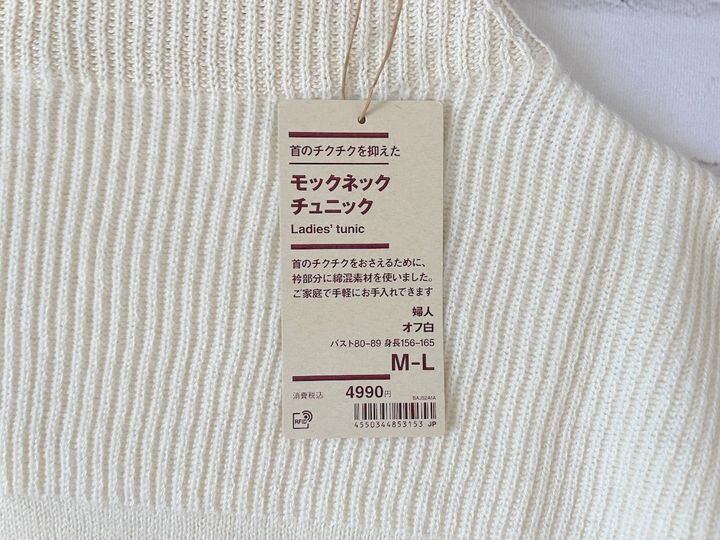 首のチクチクを抑えた
モックネック
チュニック
Ladies' tunic
首のチクチクをおさえるために、
衿部分に綿混素材を使いました。
ご家庭で手軽にお手入れできます
婦人
オフ白
バスト80-89 身長156-165
M-L
消費税込 4990円
BAJ52A1A
RFID
4550344853153 JP